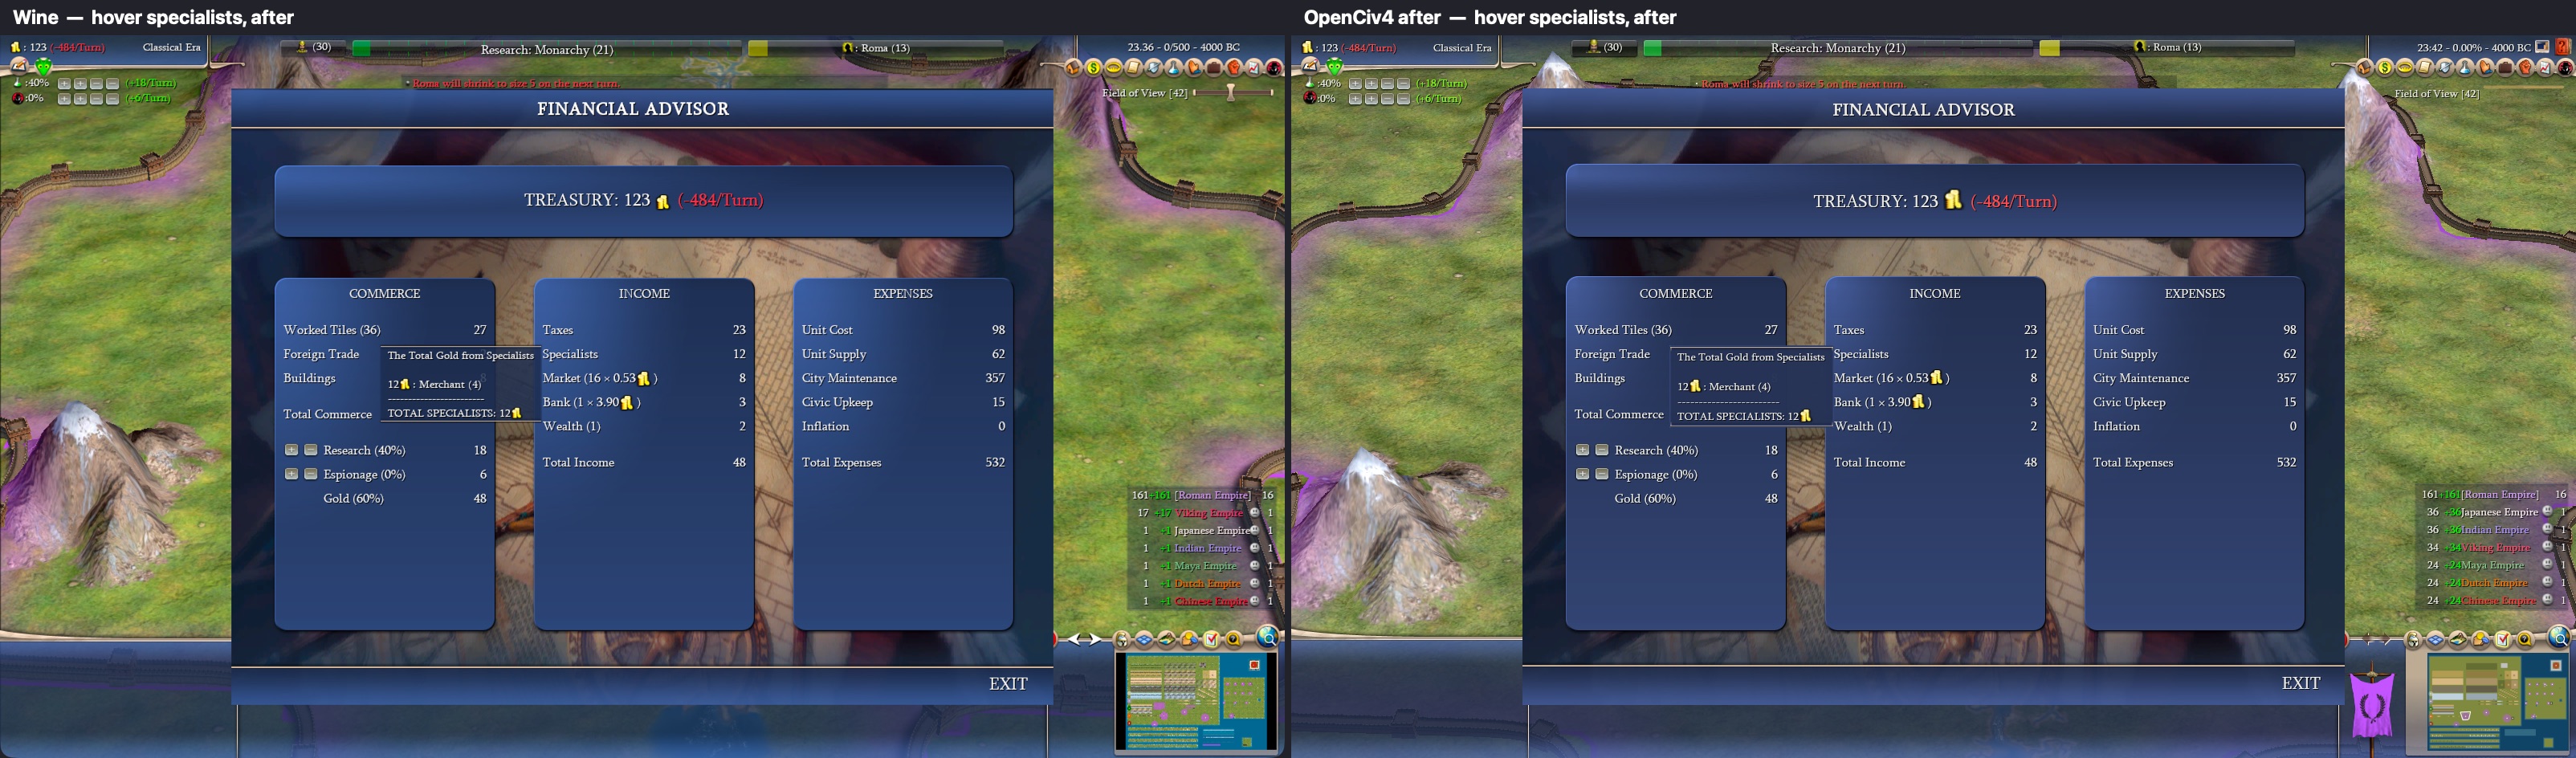 Wine — hover specialists, after
: 123 (-484/Turn)
Classical Era
(30)
Research: Monarchy (21)
: Roma (13)
23.36 - 0/500 - 4000 BC
:40%
(+18/Turn)
:0%
(+6/Turn)
• Roma will shrink to size 5 on the next turn.
Field of View [42]
FINANCIAL ADVISOR
TREASURY: 123 (-484/Turn)
COMMERCE
Worked Tiles (36) 27
Foreign Trade
Buildings 8
Total Commerce
Research (40%) 18
Espionage (0%) 6
Gold (60%) 48
The Total Gold from Specialists
12 : Merchant (4)
------------------------
TOTAL SPECIALISTS: 12
INCOME
Taxes 23
Specialists 12
Market (16 × 0.53 ) 8
Bank (1 × 3.90 ) 3
Wealth (1) 2
Total Income 48
EXPENSES
Unit Cost 98
Unit Supply 62
City Maintenance 357
Civic Upkeep 15
Inflation 0
Total Expenses 532
161 +161 [Roman Empire] 16
17 +17 Viking Empire 1
1 +1 Japanese Empire 1
1 +1 Indian Empire 1
1 +1 Maya Empire 1
1 +1 Dutch Empire 1
1 +1 Chinese Empire 1
EXIT
OpenCiv4 after — hover specialists, after
: 123 (-484/Turn)
Classical Era
(30)
Research: Monarchy (21)
: Roma (13)
23:42 - 0.00% - 4000 BC
:40%
(+18/Turn)
:0%
(+6/Turn)
• Roma will shrink to size 5 on the next turn.
Field of View [42]
FINANCIAL ADVISOR
TREASURY: 123 (-484/Turn)
COMMERCE
Worked Tiles (36) 27
Foreign Trade
Buildings
Total Commerce
Research (40%) 18
Espionage (0%) 6
Gold (60%) 48
The Total Gold from Specialists
12 : Merchant (4)
------------------------
TOTAL SPECIALISTS: 12
INCOME
Taxes 23
Specialists 12
Market (16 × 0.53 ) 8
Bank (1 × 3.90 ) 3
Wealth (1) 2
Total Income 48
EXPENSES
Unit Cost 98
Unit Supply 62
City Maintenance 357
Civic Upkeep 15
Inflation 0
Total Expenses 532
161 +161 [Roman Empire] 16
36 +36 Japanese Empire 1
36 +36 Indian Empire 1
34 +34 Viking Empire 1
24 +24 Maya Empire 1
24 +24 Dutch Empire 1
24 +24 Chinese Empire 1
EXIT